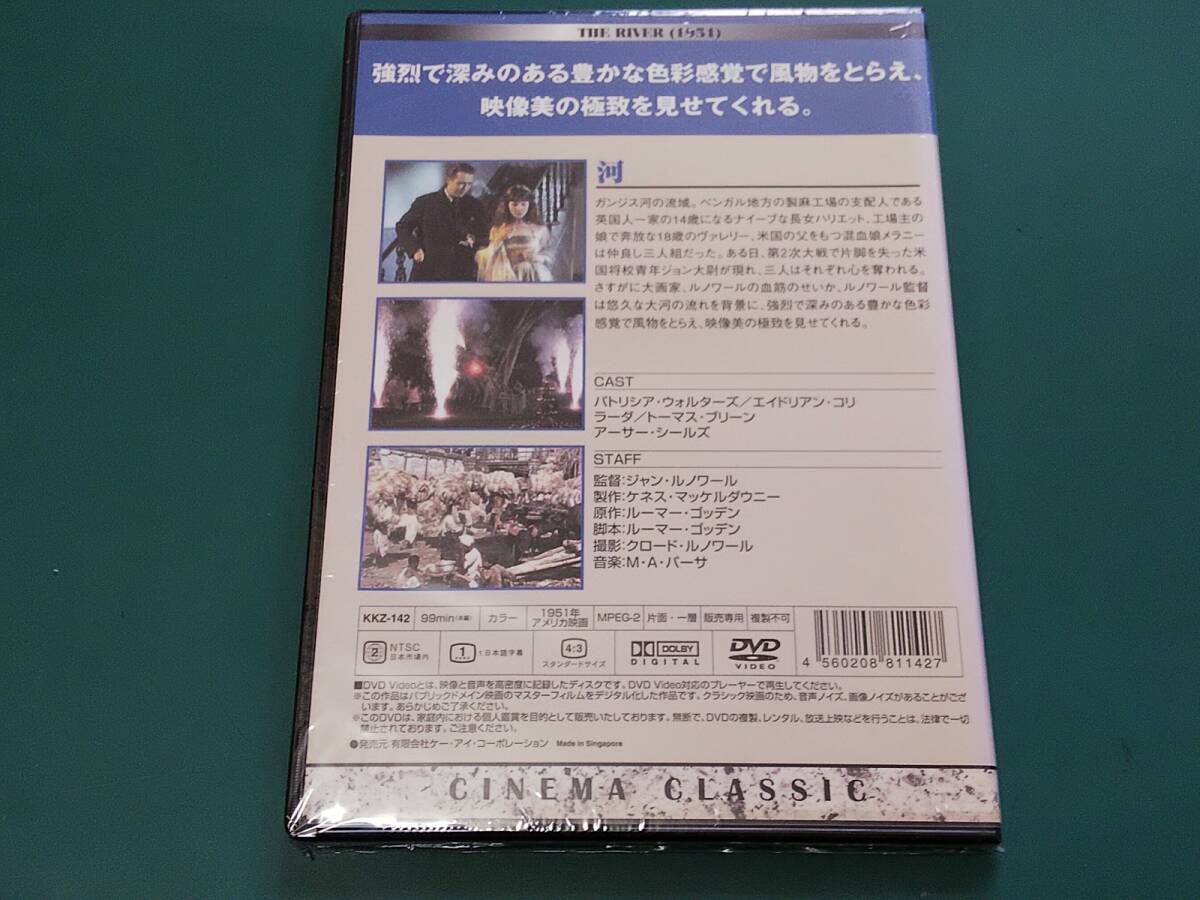 THE RIVER (1951)
強烈で深みのある豊かな色彩感覚で風物をとらえ、
映像美の極致を見せてくれる。
河
ガンジス河の流域。ベンガル地方の製麻工場の支配人である
英国人一家の14歳になるナイーブな長女ハリエット、工場主の
娘で奔放な18歳のヴァレリー、米国の父をもつ混血娘メラニー
は仲良し三人組だった。ある日、第2次大戦で片脚を失った米
国将校青年ジョン大尉が現れ、三人はそれぞれ心を奪われる。
さすがに大画家、ルノワールの血筋のせいか、ルノワール監督
は悠久な大河の流れを背景に、強烈で深みのある豊かな色彩
感覚で風物をとらえ、映像美の極致を見せてくれる。
CAST
パトリシア・ウォルターズ／エイドリアン・コリ
ラーダ／トーマス・ブリーン
アーサー・シールズ
STAFF
監督:ジャン・ルノワール
製作:ケネス・マッケルダウニー
原作:ルーマー・ゴッデン
脚本:ルーマー・ゴッデン
撮影:クロード・ルノワール
音楽:M・A・パーサ
KKZ-142 99min(本編) カラー 1951年 アメリカ映画 MPEG-2 片面・一層 販売専用 複製不可
2 NTSC 日本市場内 1 1.日本語字幕 4:3 スタンダードサイズ DOLBY DIGITAL DVD VIDEO
4 560208 811427
■DVD Videoとは、映像と音声を高密度に記録したディスクです。DVD Video対応のプレーヤーで再生してください。
※この作品はパブリックドメイン映画のマスターフィルムをデジタル化した作品です。クラシック映画のため、音声ノイズ、画像ノイズがあることがござ
います。あらかじめご了承ください。
※このDVDは、家庭内における個人鑑賞を目的として販売いたしております。無断で、DVDの複製、レンタル、放送上映などを行うことは、法律で一切
禁止されております。ご注意ください。
●発売元:有限会社ケー・アイ・コーポレーション Made in Singapore
CINEMA CLASSIC